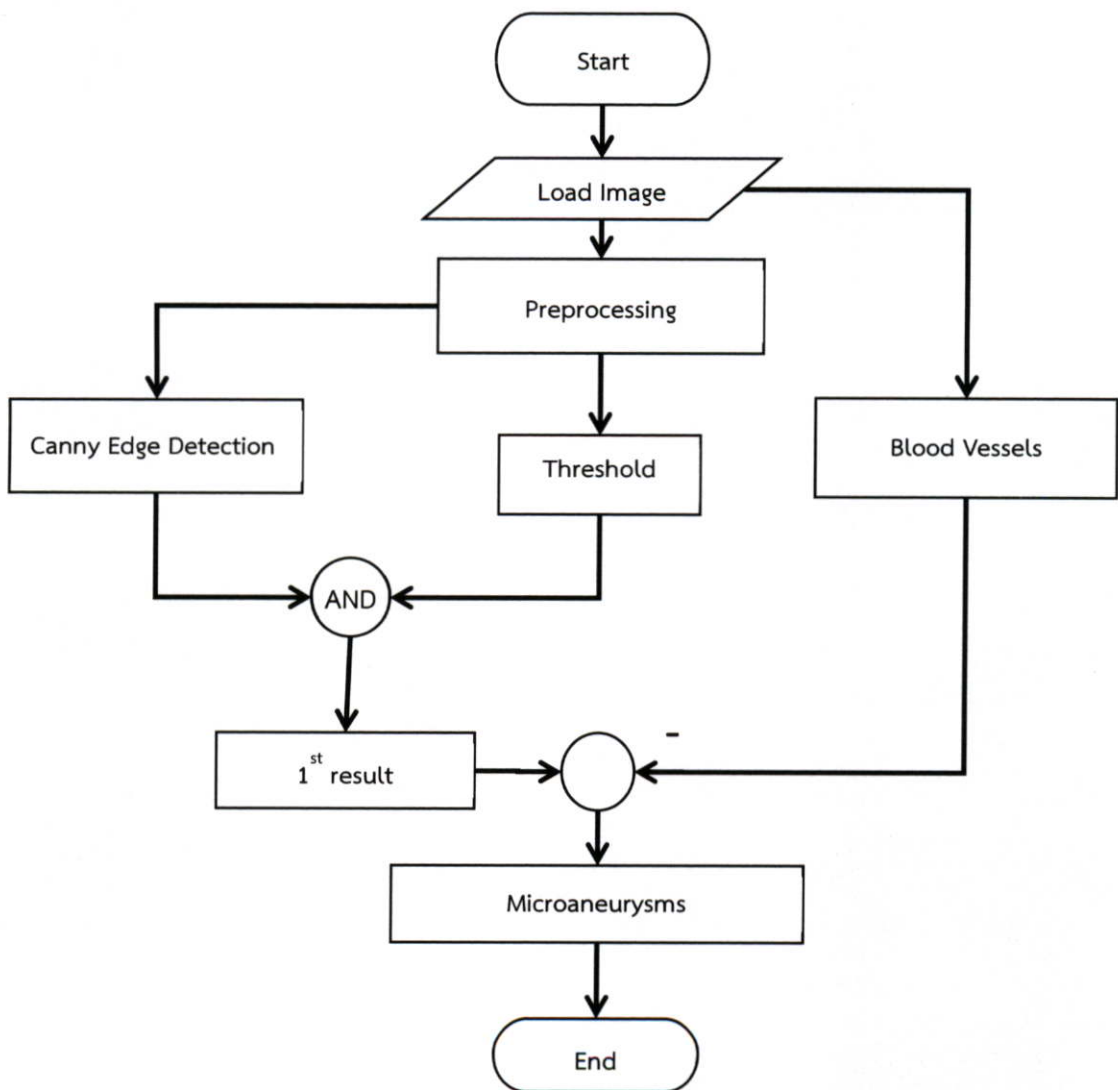 Start
Load Image
Preprocessing
Canny Edge Detection
Threshold
Blood Vessels
AND
1st result
-
Microaneurysms
End